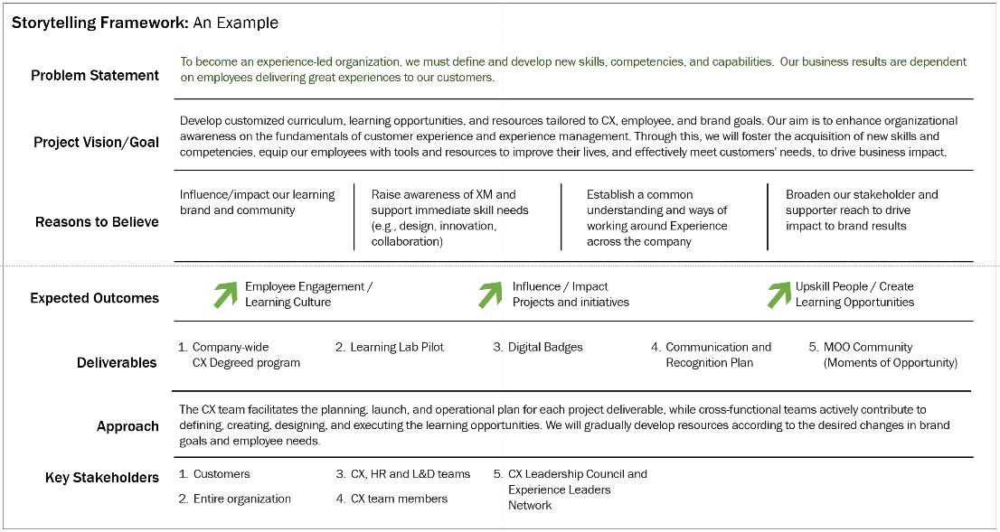 Storytelling Framework: An Example
Problem Statement
To become an experience-led organization, we must define and develop new skills, competencies, and capabilities. Our business results are dependent
on employees delivering great experiences to our customers.
Project Vision/Goal
Develop customized curriculum, learning opportunities, and resources tailored to CX, employee, and brand goals. Our aim is to enhance organizational
awareness on the fundamentals of customer experience and experience management. Through this, we will foster the acquisition of new skills and
competencies, equip our employees with tools and resources to improve their lives, and effectively meet customers' needs, to drive business impact.
Reasons to Believe
Influence/impact our learning
brand and community
Raise awareness of XM and
support immediate skill needs
(e.g., design, innovation,
collaboration)
Establish a common
understanding and ways of
working around Experience
across the company
Broaden our stakeholder and
supporter reach to drive
impact to brand results
Expected Outcomes
Employee Engagement /
Learning Culture
Influence / Impact
Projects and initiatives
Upskill People / Create
Learning Opportunities
Deliverables
1. Company-wide
CX Degreed program
2. Learning Lab Pilot
3. Digital Badges
4. Communication and
Recognition Plan
5. MOO Community
(Moments of Opportunity)
Approach
The CX team facilitates the planning, launch, and operational plan for each project deliverable, while cross-functional teams actively contribute to
defining, creating, designing, and executing the learning opportunities. We will gradually develop resources according to the desired changes in brand
goals and employee needs.
Key Stakeholders
1. Customers
2. Entire organization
3. CX, HR and L&D teams
4. CX team members
5. CX Leadership Council and
Experience Leaders
Network